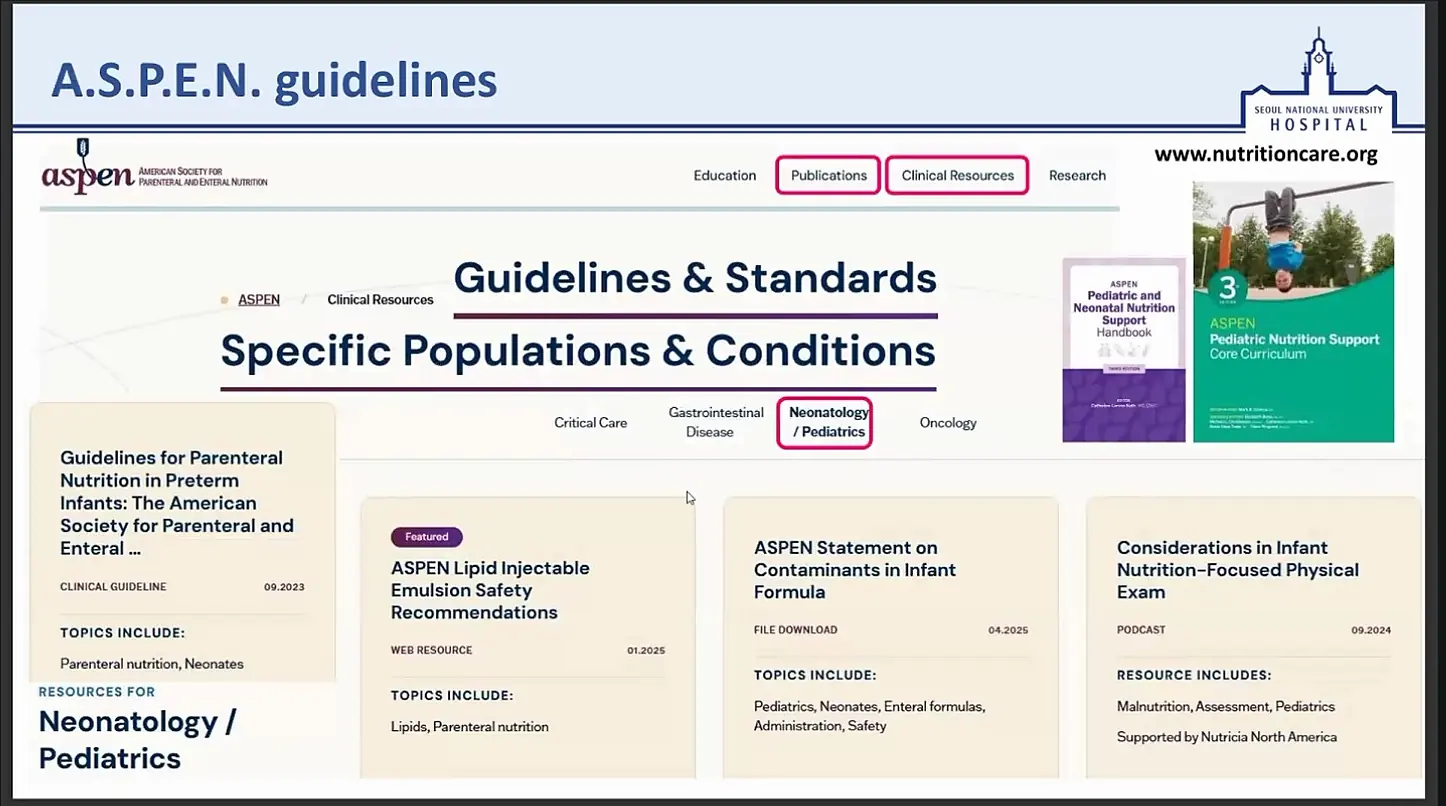 A.S.P.E.N. guidelines
SEOUL NATIONAL UNIVERSITY
HOSPITAL
www.nutritioncare.org
aspen
AMERICAN SOCIETY FOR
PARENTERAL AND ENTERAL NUTRITION
Education Publications Clinical Resources Research
ASPEN / Clinical Resources
Guidelines & Standards
Specific Populations & Conditions
Critical Care
Gastrointestinal
Disease
Neonatology
/ Pediatrics
Oncology
ASPEN
Pediatric and
Neonatal Nutrition
Support
Handbook
THIRD EDITION
3
ASPEN
Pediatric Nutrition Support
Core Curriculum
Guidelines for Parenteral
Nutrition in Preterm
Infants: The American
Society for Parenteral and
Enteral ...
CLINICAL GUIDELINE 09.2023
TOPICS INCLUDE:
Parenteral nutrition, Neonates
RESOURCES FOR
Neonatology /
Pediatrics
Featured
ASPEN Lipid Injectable
Emulsion Safety
Recommendations
WEB RESOURCE 01.2025
TOPICS INCLUDE:
Lipids, Parenteral nutrition
ASPEN Statement on
Contaminants in Infant
Formula
FILE DOWNLOAD 04.2025
TOPICS INCLUDE:
Pediatrics, Neonates, Enteral formulas,
Administration, Safety
Considerations in Infant
Nutrition-Focused Physical
Exam
PODCAST 09.2024
RESOURCE INCLUDES:
Malnutrition, Assessment, Pediatrics
Supported by Nutricia North America